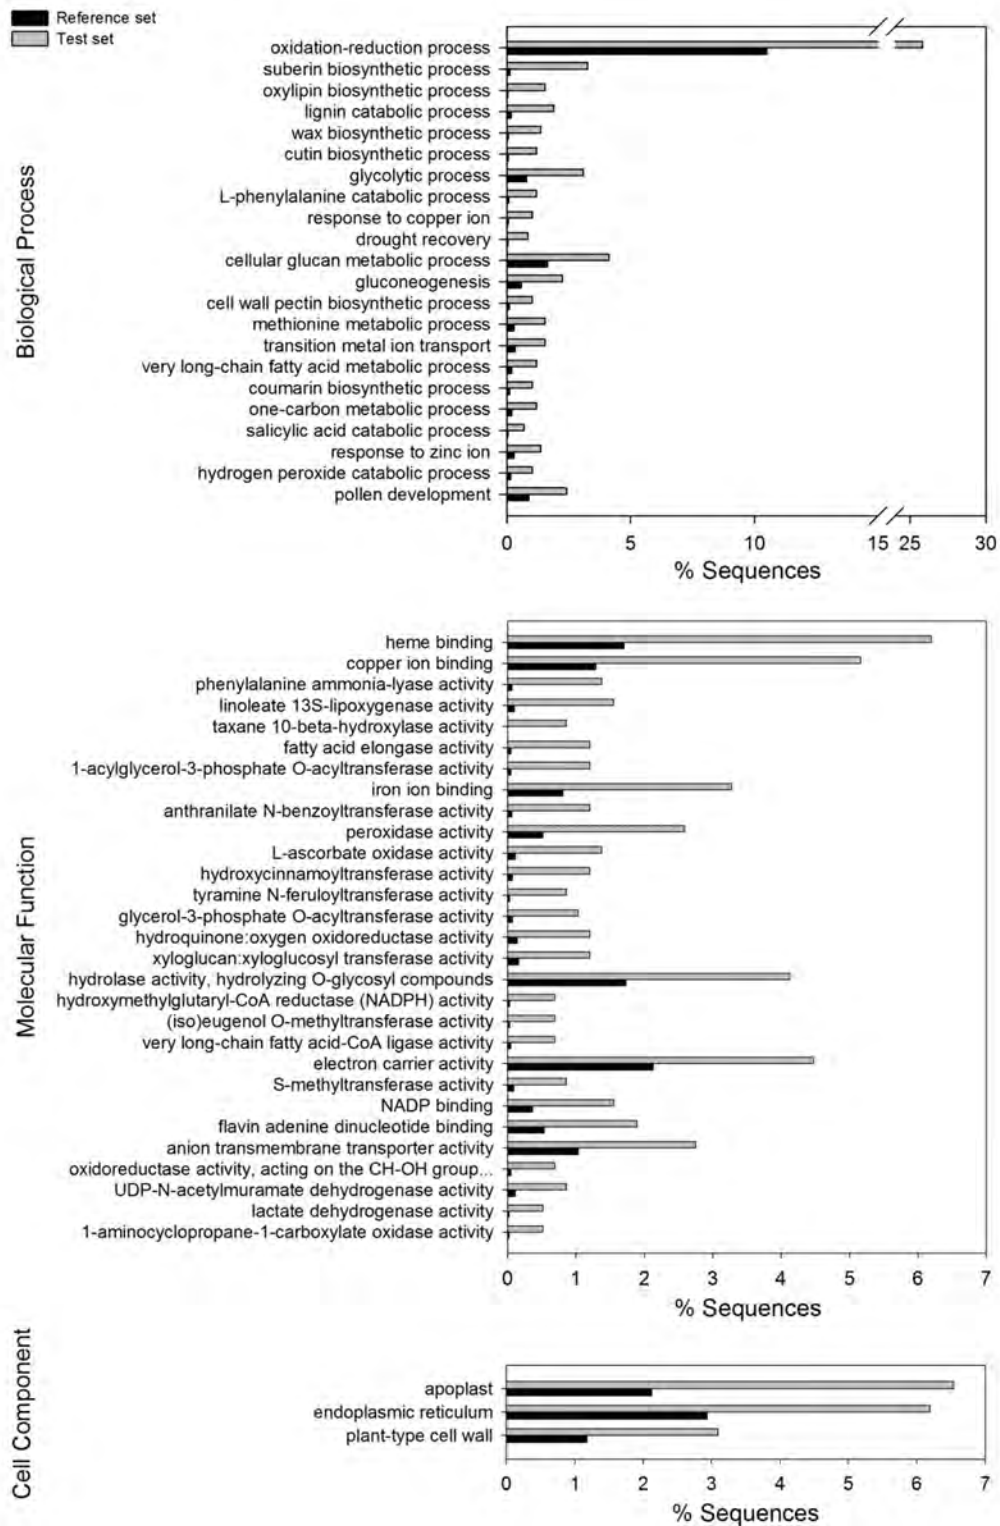 Reference set
Test set
Biological Process
oxidation-reduction process
suberin biosynthetic process
oxylipin biosynthetic process
lignin catabolic process
wax biosynthetic process
cutin biosynthetic process
glycolytic process
L-phenylalanine catabolic process
response to copper ion
drought recovery
cellular glucan metabolic process
gluconeogenesis
cell wall pectin biosynthetic process
methionine metabolic process
transition metal ion transport
very long-chain fatty acid metabolic process
coumarin biosynthetic process
one-carbon metabolic process
salicylic acid catabolic process
response to zinc ion
hydrogen peroxide catabolic process
pollen development
0 5 10 15 25 30
% Sequences
Molecular Function
heme binding
copper ion binding
phenylalanine ammonia-lyase activity
linoleate 13S-lipoxygenase activity
taxane 10-beta-hydroxylase activity
fatty acid elongase activity
1-acylglycerol-3-phosphate O-acyltransferase activity
iron ion binding
anthranilate N-benzoyltransferase activity
peroxidase activity
L-ascorbate oxidase activity
hydroxycinnamoyltransferase activity
tyramine N-feruloyltransferase activity
glycerol-3-phosphate O-acyltransferase activity
hydroquinone:oxygen oxidoreductase activity
xyloglucan:xyloglucosyl transferase activity
hydrolase activity, hydrolyzing O-glycosyl compounds
hydroxymethylglutaryl-CoA reductase (NADPH) activity
(iso)eugenol O-methyltransferase activity
very long-chain fatty acid-CoA ligase activity
electron carrier activity
S-methyltransferase activity
NADP binding
flavin adenine dinucleotide binding
anion transmembrane transporter activity
oxidoreductase activity, acting on the CH-OH group...
UDP-N-acetylmuramate dehydrogenase activity
lactate dehydrogenase activity
1-aminocyclopropane-1-carboxylate oxidase activity
0 1 2 3 4 5 6 7
% Sequences
Cell Component
apoplast
endoplasmic reticulum
plant-type cell wall
0 1 2 3 4 5 6 7
% Sequences